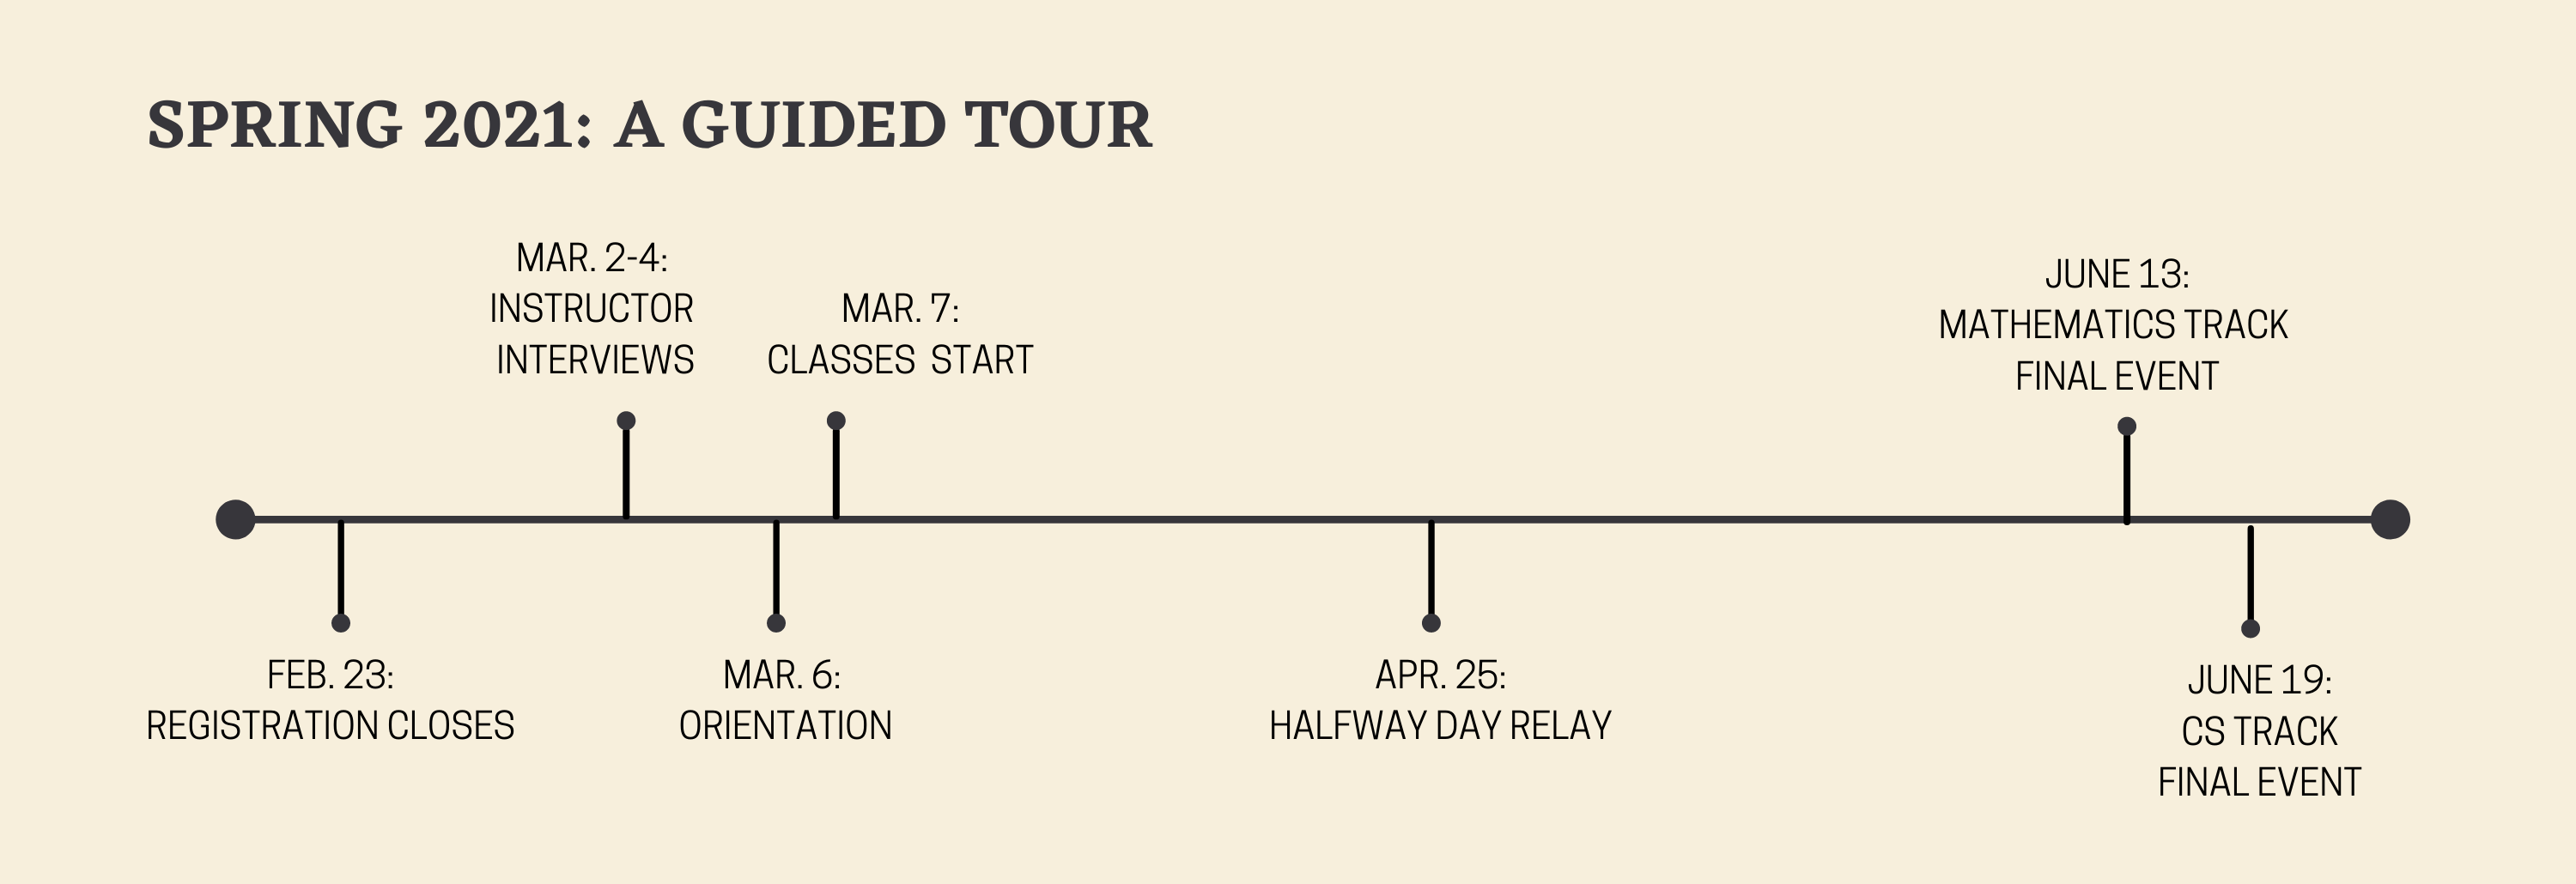 SPRING 2021: A GUIDED TOUR
MAR. 2-4:
INSTRUCTOR
INTERVIEWS
MAR. 7:
CLASSES START
JUNE 13:
MATHEMATICS TRACK
FINAL EVENT
FEB. 23:
REGISTRATION CLOSES
MAR. 6:
ORIENTATION
APR. 25:
HALFWAY DAY RELAY
JUNE 19:
CS TRACK
FINAL EVENT